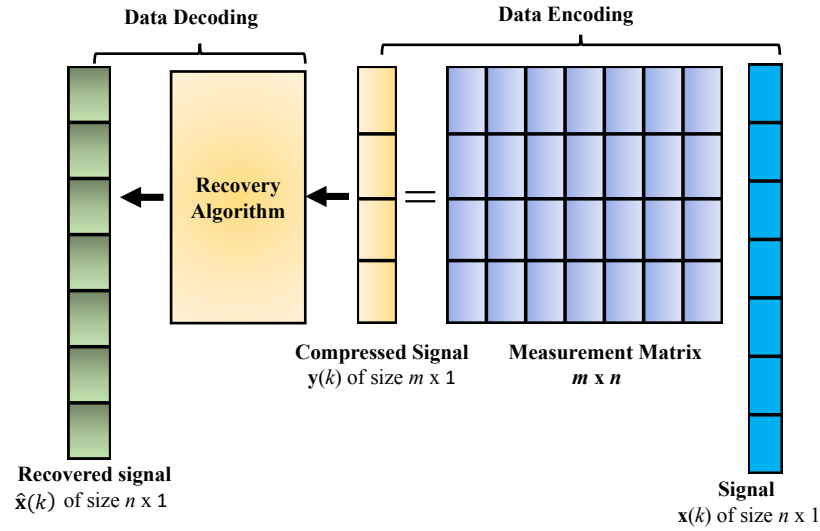 Data Decoding
Data Encoding
Recovery
Algorithm
=
Compressed Signal
𝐲(k) of size m x 1
Measurement Matrix
m x n
Recovered signal
x̂(k) of size n x 1
Signal
x(k) of size n x 1